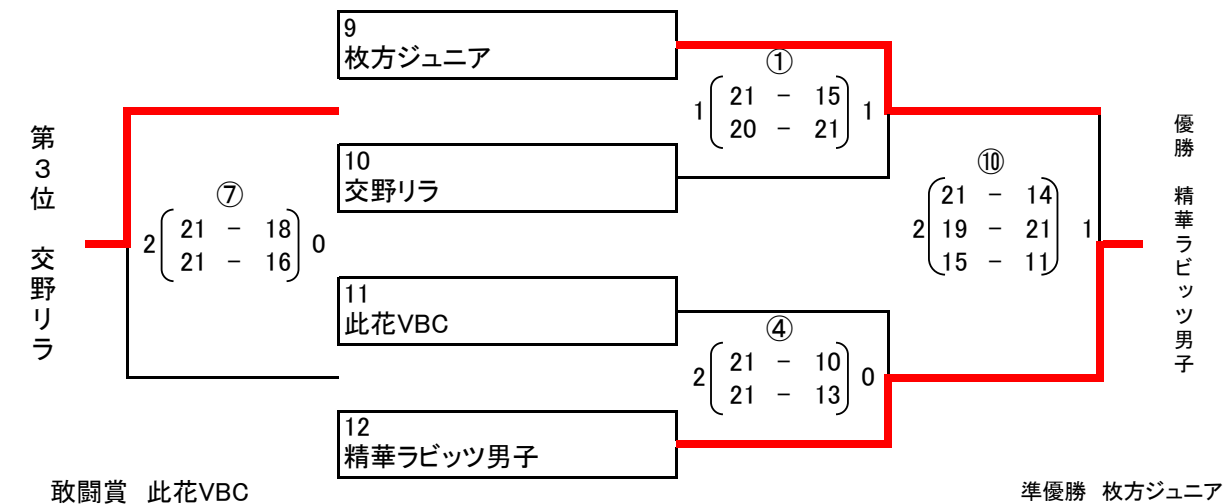 9
枚方ジュニア
①
1 21 － 15 1
20 － 21
10
交野リラ
第3位 交野リラ
⑦
2 21 － 18 0
21 － 16
⑩
21 － 14
2 19 － 21 1
15 － 11
優勝 精華ラビッツ男子
11
此花VBC
④
2 21 － 10 0
21 － 13
12
精華ラビッツ男子
敢闘賞 此花VBC
準優勝 枚方ジュニア